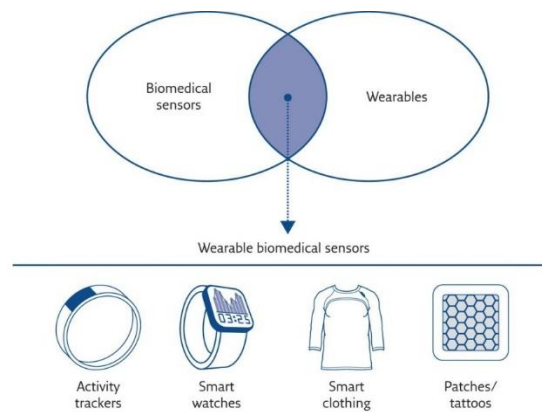 Biomedical
sensors
Wearables
Wearable biomedical sensors
03:25
Activity
trackers
Smart
watches
Smart
clothing
Patches/
tattoos